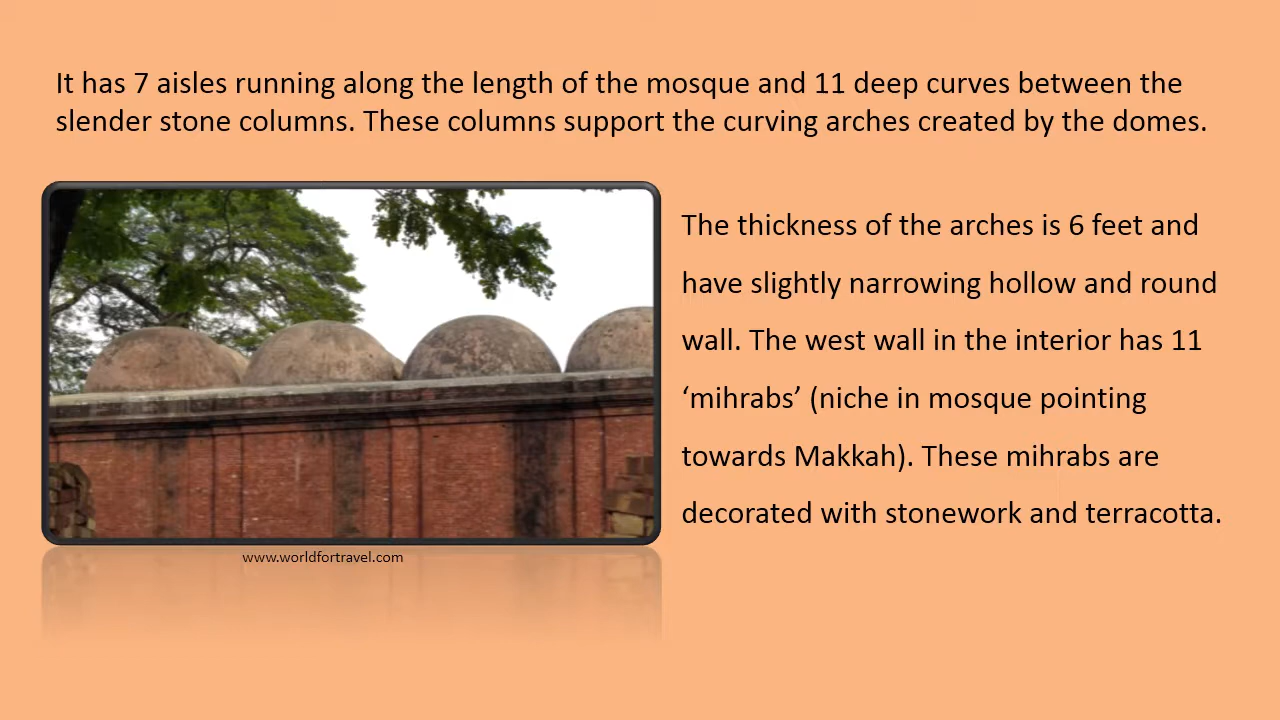 It has 7 aisles running along the length of the mosque and 11 deep curves between the
slender stone columns. These columns support the curving arches created by the domes.
The thickness of the arches is 6 feet and
have slightly narrowing hollow and round
wall. The west wall in the interior has 11
‘mihrabs’ (niche in mosque pointing
towards Makkah). These mihrabs are
decorated with stonework and terracotta.
www.worldfortravel.com